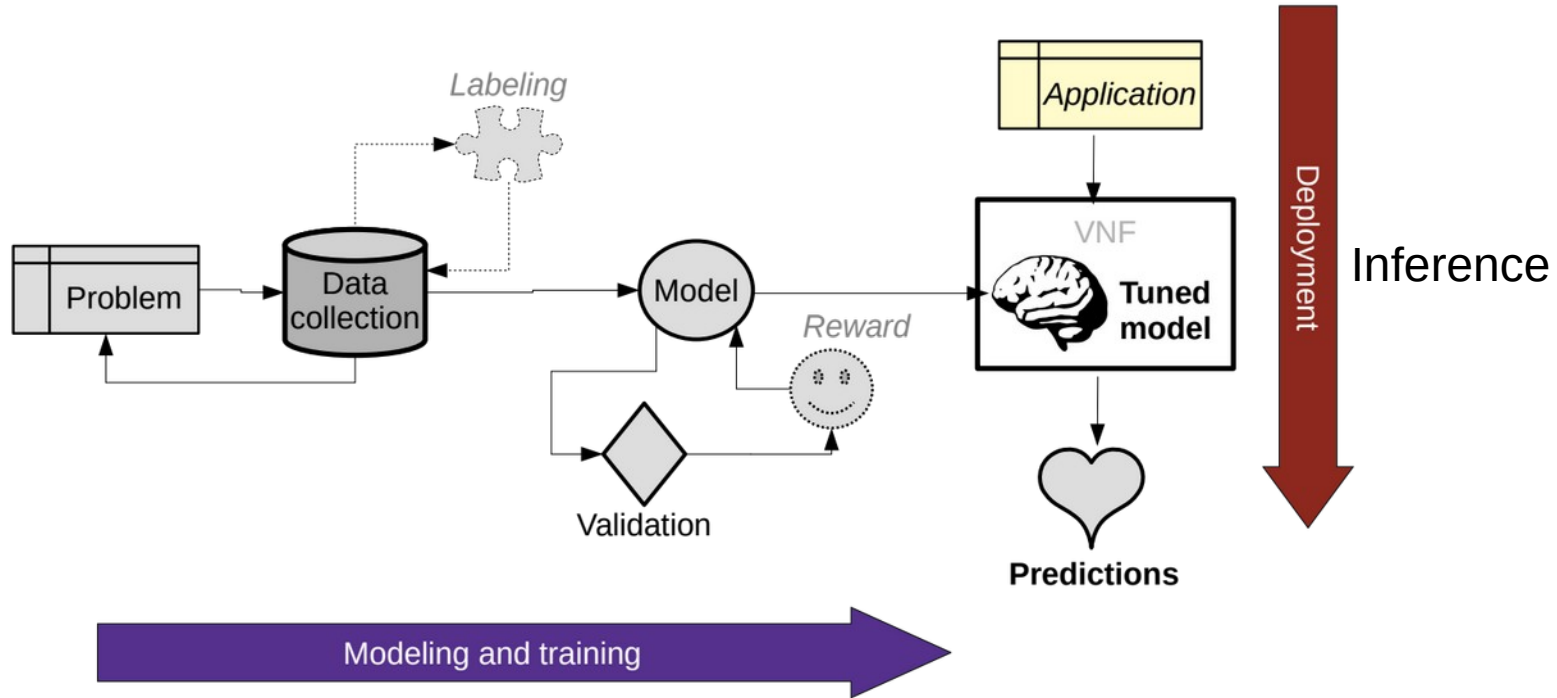 Labeling
Application
Problem
Data
collection
Model
Reward
VNF
Tuned
model
Validation
Predictions
Deployment
Inference
Modeling and training